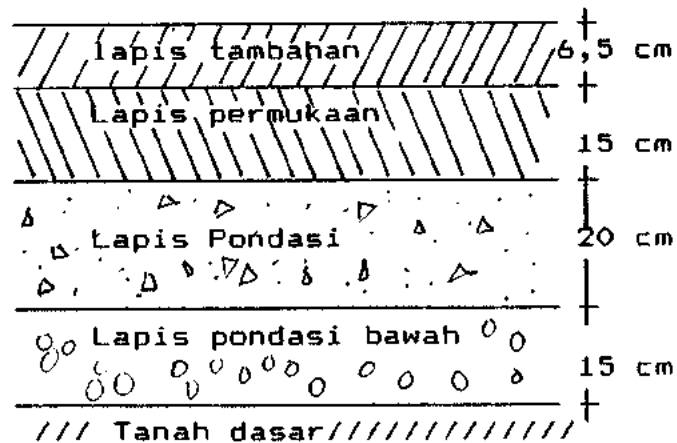 lapis tambahan 6,5 cm
Lapis permukaan
15 cm
Lapis Pondasi 20 cm
Lapis pondasi bawah
15 cm
Tanah dasar